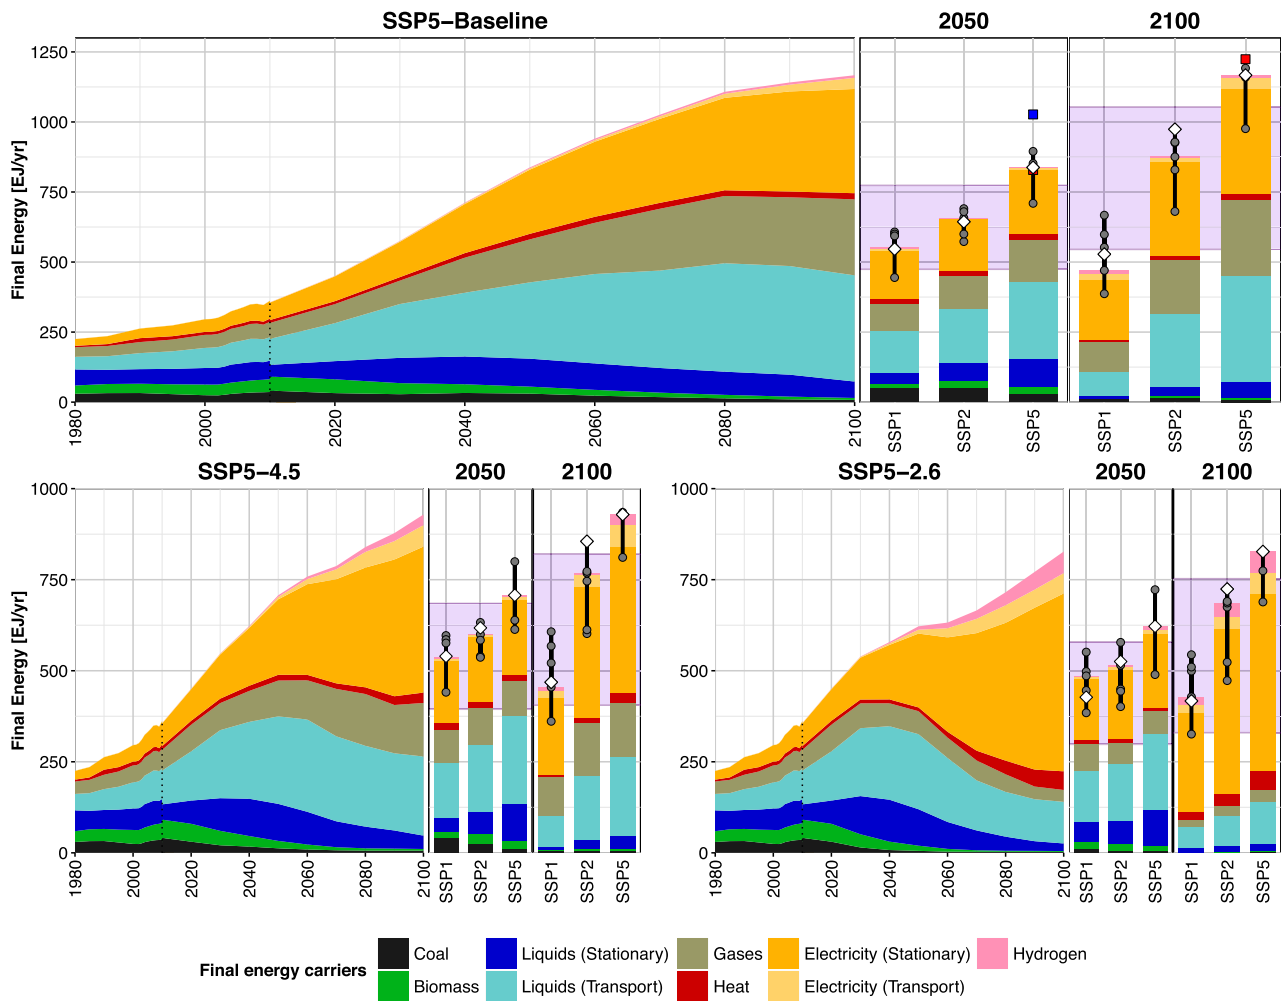 SSP5−Baseline
2050
2100
Final Energy [EJ/yr]
1250
1000
750
500
250
0
1980
2000
2020
2040
2060
2080
2100
SSP1
SSP2
SSP5
SSP1
SSP2
SSP5
SSP5−4.5
2050
2100
Final Energy [EJ/yr]
1000
750
500
250
0
1980
2000
2020
2040
2060
2080
2100
SSP1
SSP2
SSP5
SSP1
SSP2
SSP5
SSP5−2.6
2050
2100
1000
750
500
250
0
1980
2000
2020
2040
2060
2080
2100
SSP1
SSP2
SSP5
SSP1
SSP2
SSP5
Final energy carriers
Coal
Liquids (Stationary)
Gases
Electricity (Stationary)
Hydrogen
Biomass
Liquids (Transport)
Heat
Electricity (Transport)